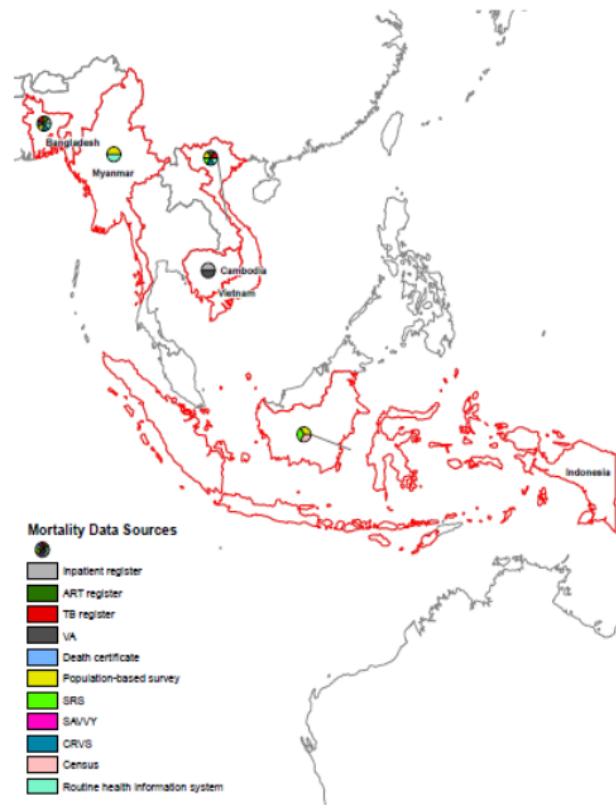 Bangladesh
Myanmar
Cambodia
Vietnam
Indonesia
Mortality Data Sources
Inpatient register
ART register
TB register
VA
Death certificate
Population-based survey
SRS
SAVVY
CRVS
Census
Routine health information system